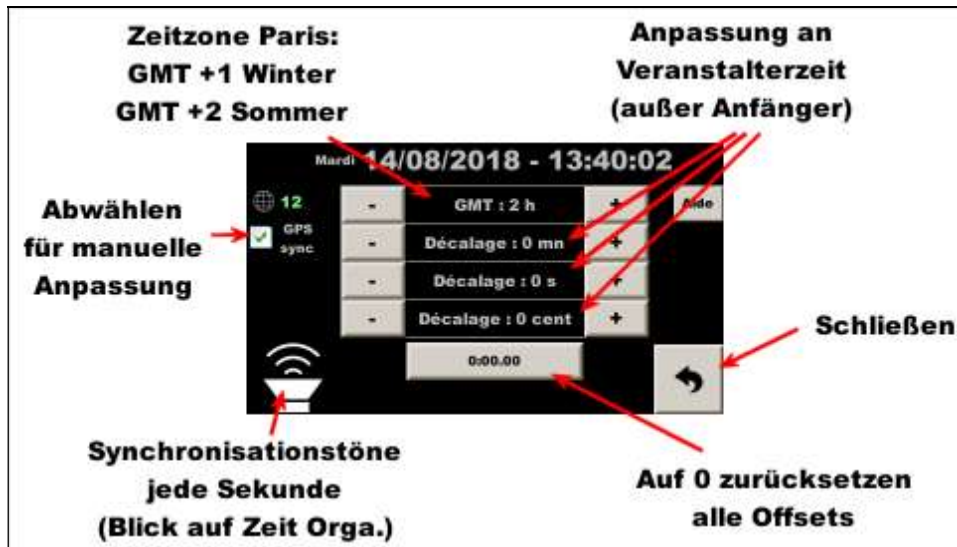 Zeitzone Paris:
GMT +1 Winter
GMT +2 Sommer
Anpassung an
Veranstalterzeit
(außer Anfänger)
Mardi 14/08/2018 - 13:40:02
12
GPS
sync
- GMT : 2 h +
Aide
- Décalage : 0 mn +
- Décalage : 0 s +
- Décalage : 0 cent +
0:00.00
Abwählen
für manuelle
Anpassung
Schließen
Synchronisationstöne
jede Sekunde
(Blick auf Zeit Orga.)
Auf 0 zurücksetzen
alle Offsets